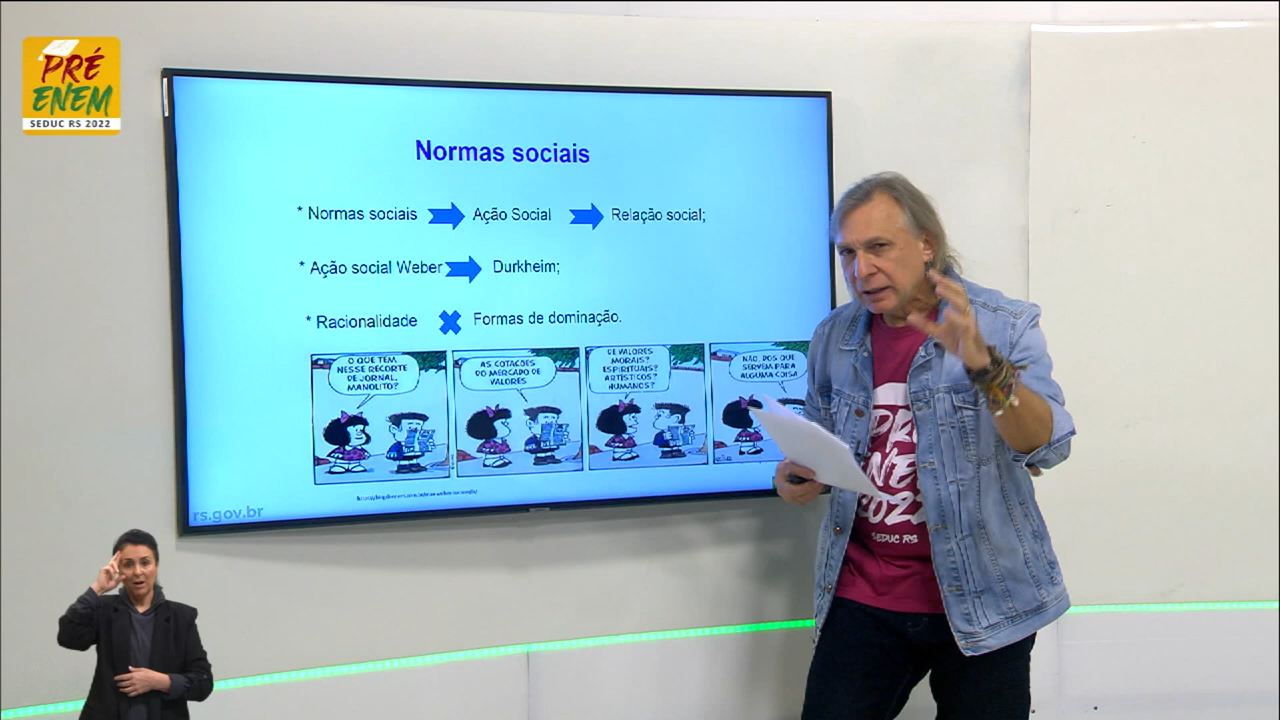 PRÉ
ENEM
SEDUC RS 2022
Normas sociais
* Normas sociais Ação Social Relação social;
* Ação social Weber Durkheim;
* Racionalidade Formas de dominação.
O QUE TEM
NESSE RECORTE
DE JORNAL,
MANOLITO?
AS COTAÇÕES
DO MERCADO DE
VALORES
DE VALORES
MORAIS?
ESPIRITUAIS?
ARTÍSTICOS?
HUMANOS?
NÃO, DOS QUE
SERVEM PARA
ALGUMA COISA
rs.gov.br
PRÉ
ENE
2022
SEDUC RS